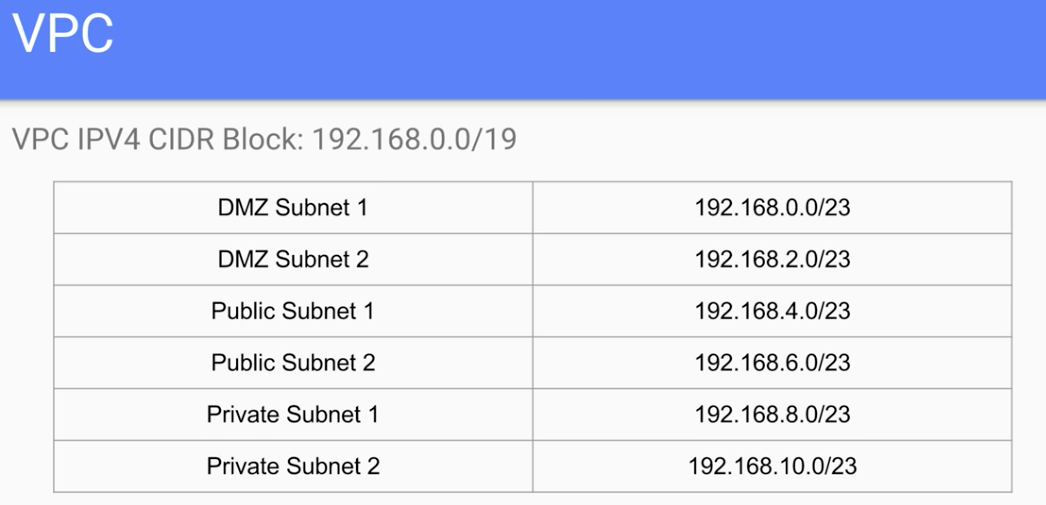 VPC
VPC IPV4 CIDR Block: 192.168.0.0/19
DMZ Subnet 1 192.168.0.0/23
DMZ Subnet 2 192.168.2.0/23
Public Subnet 1 192.168.4.0/23
Public Subnet 2 192.168.6.0/23
Private Subnet 1 192.168.8.0/23
Private Subnet 2 192.168.10.0/23